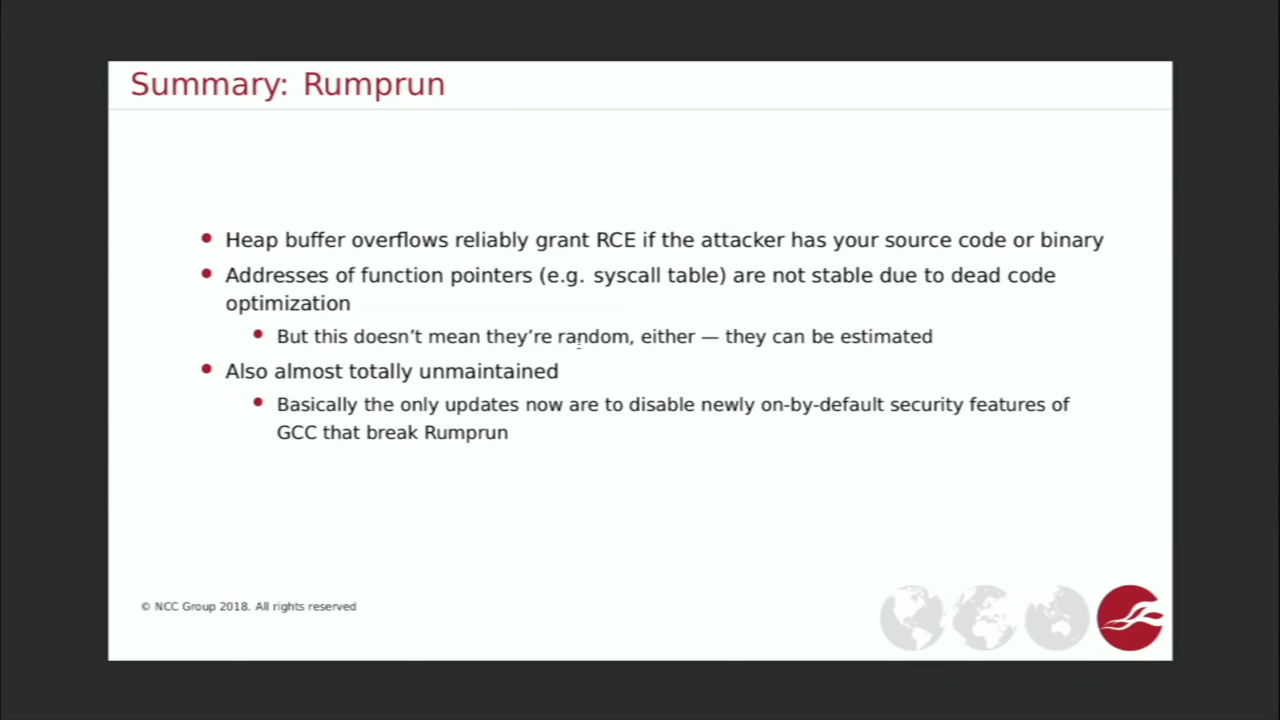 Summary: Rumprun
Heap buffer overflows reliably grant RCE if the attacker has your source code or binary
Addresses of function pointers (e.g. syscall table) are not stable due to dead code
optimization
But this doesn’t mean they’re random, either — they can be estimated
Also almost totally unmaintained
Basically the only updates now are to disable newly on-by-default security features of
GCC that break Rumprun
© NCC Group 2018. All rights reserved